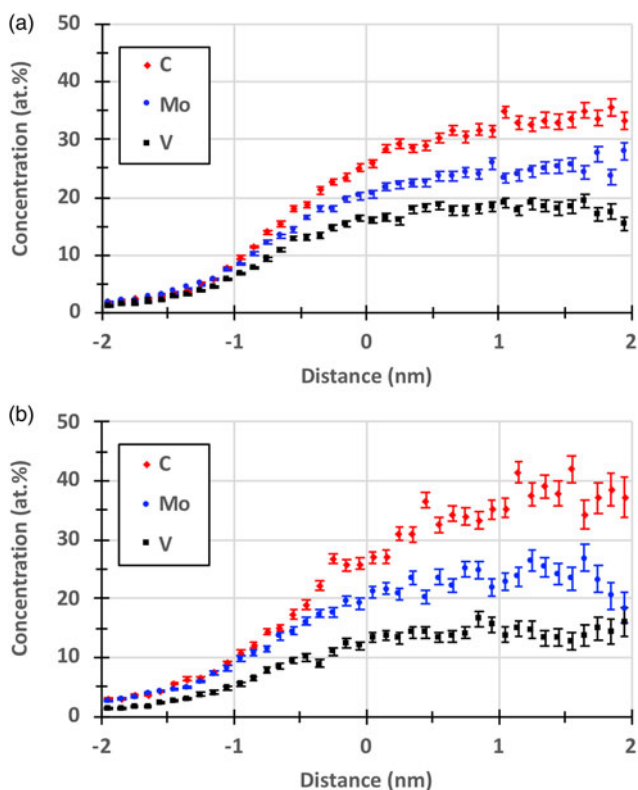 (a)
50
40
30
20
10
0
Concentration (at.%)
C
Mo
V
-2 -1 0 1 2
Distance (nm)
(b)
50
40
30
20
10
0
Concentration (at.%)
C
Mo
V
-2 -1 0 1 2
Distance (nm)